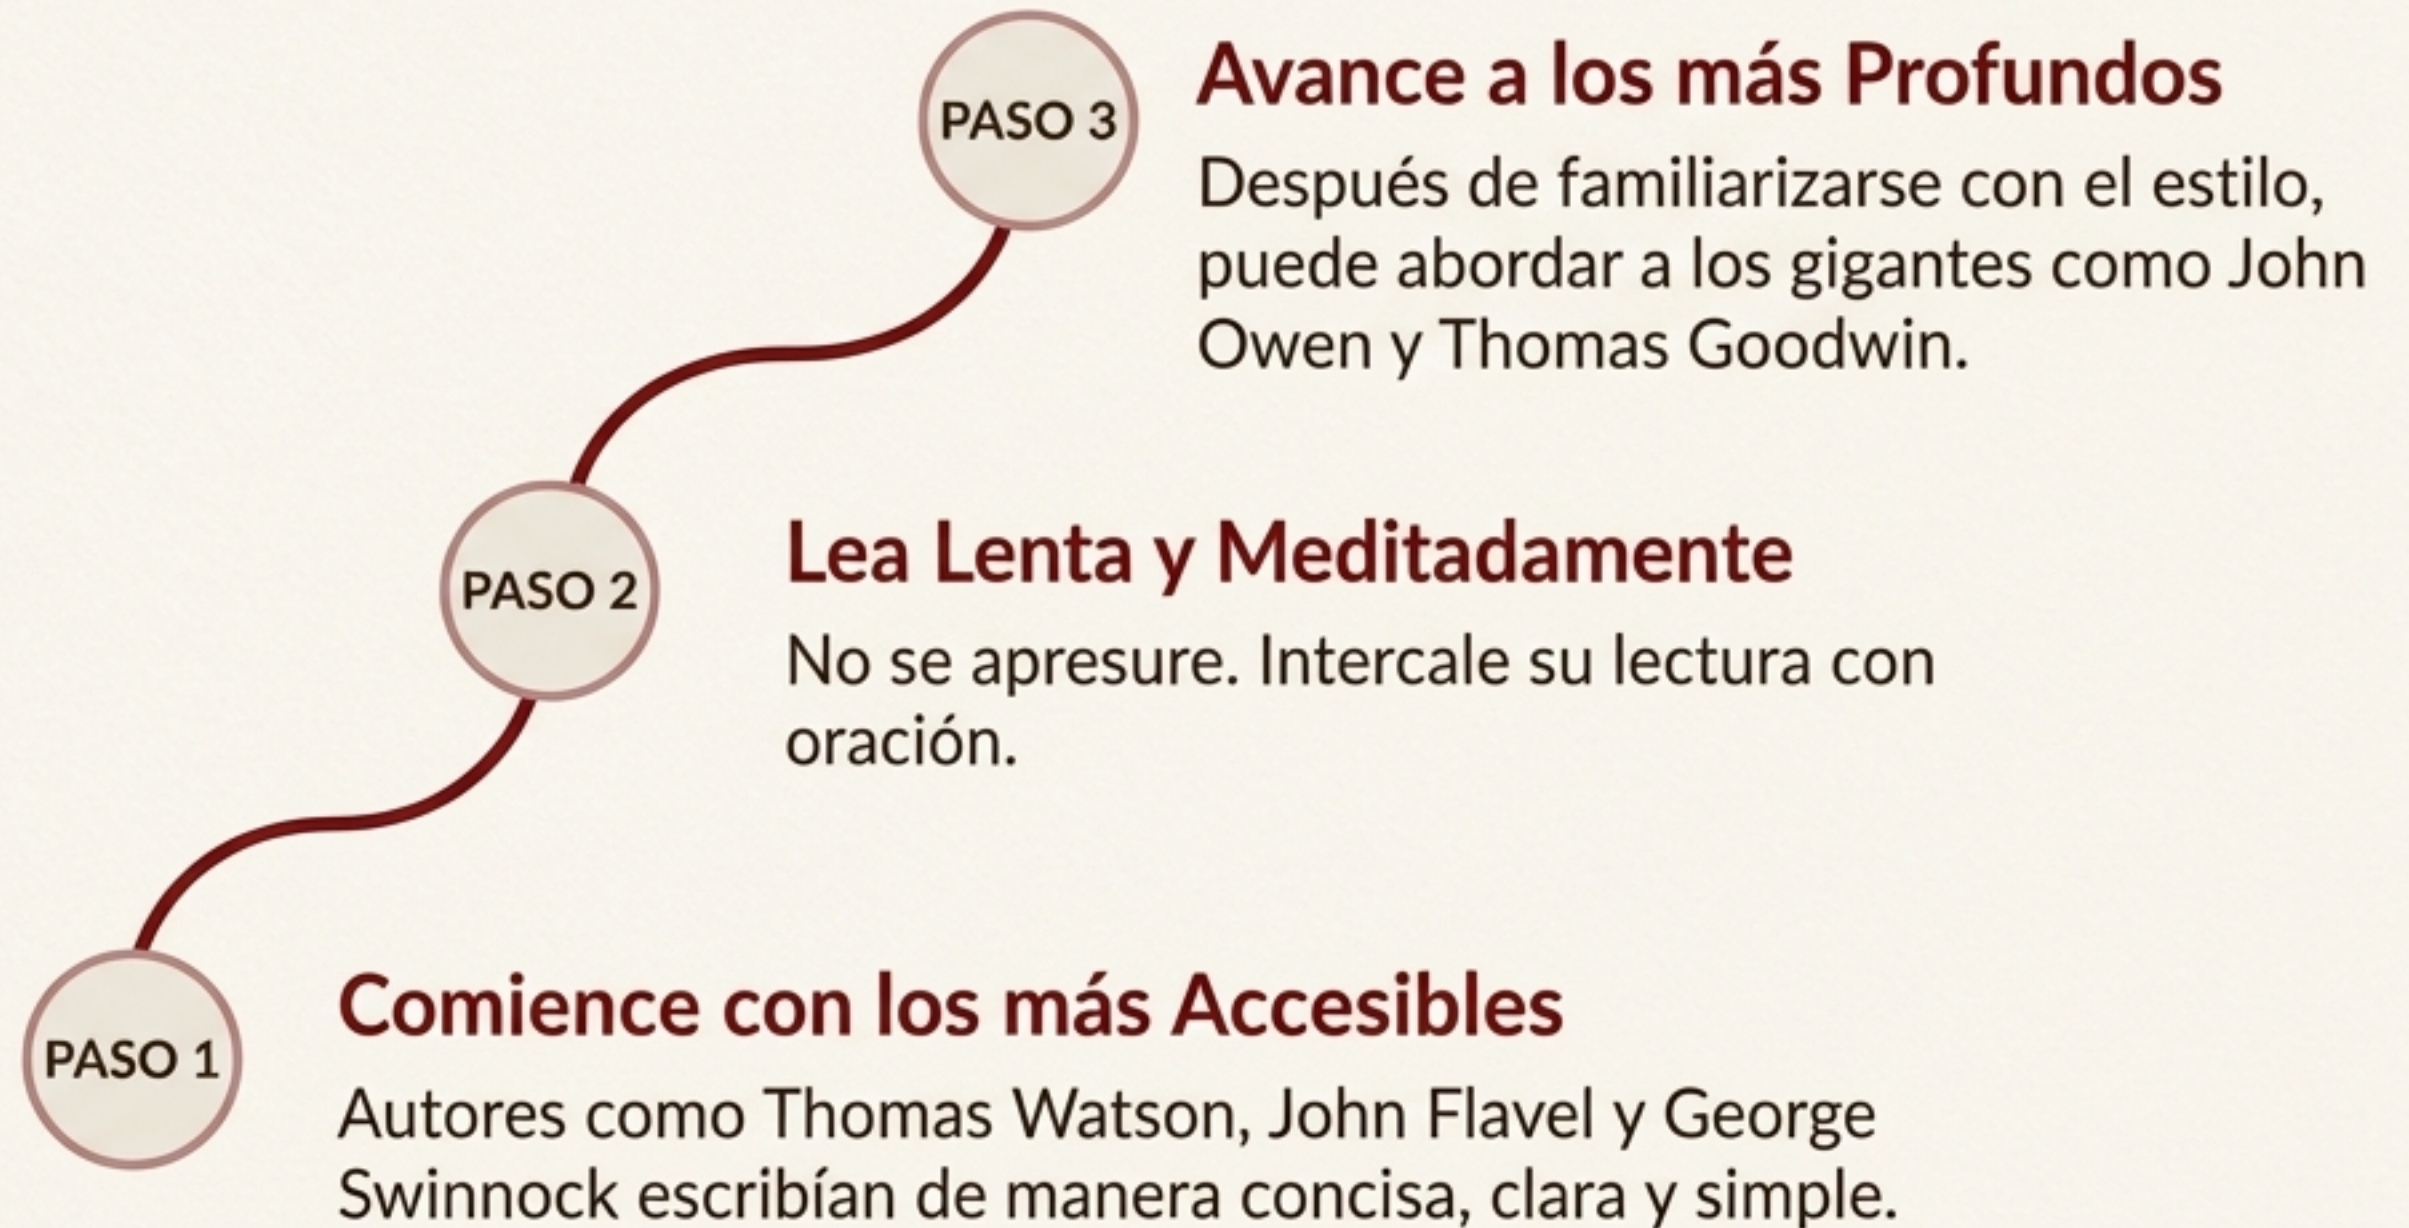 PASO 3
Avance a los más Profundos
Después de familiarizarse con el estilo,
puede abordar a los gigantes como John
Owen y Thomas Goodwin.
PASO 2
Lea Lenta y Meditadamente
No se apresure. Intercale su lectura con
oración.
PASO 1
Comience con los más Accesibles
Autores como Thomas Watson, John Flavel y George
Swinnock escribían de manera concisa, clara y simple.